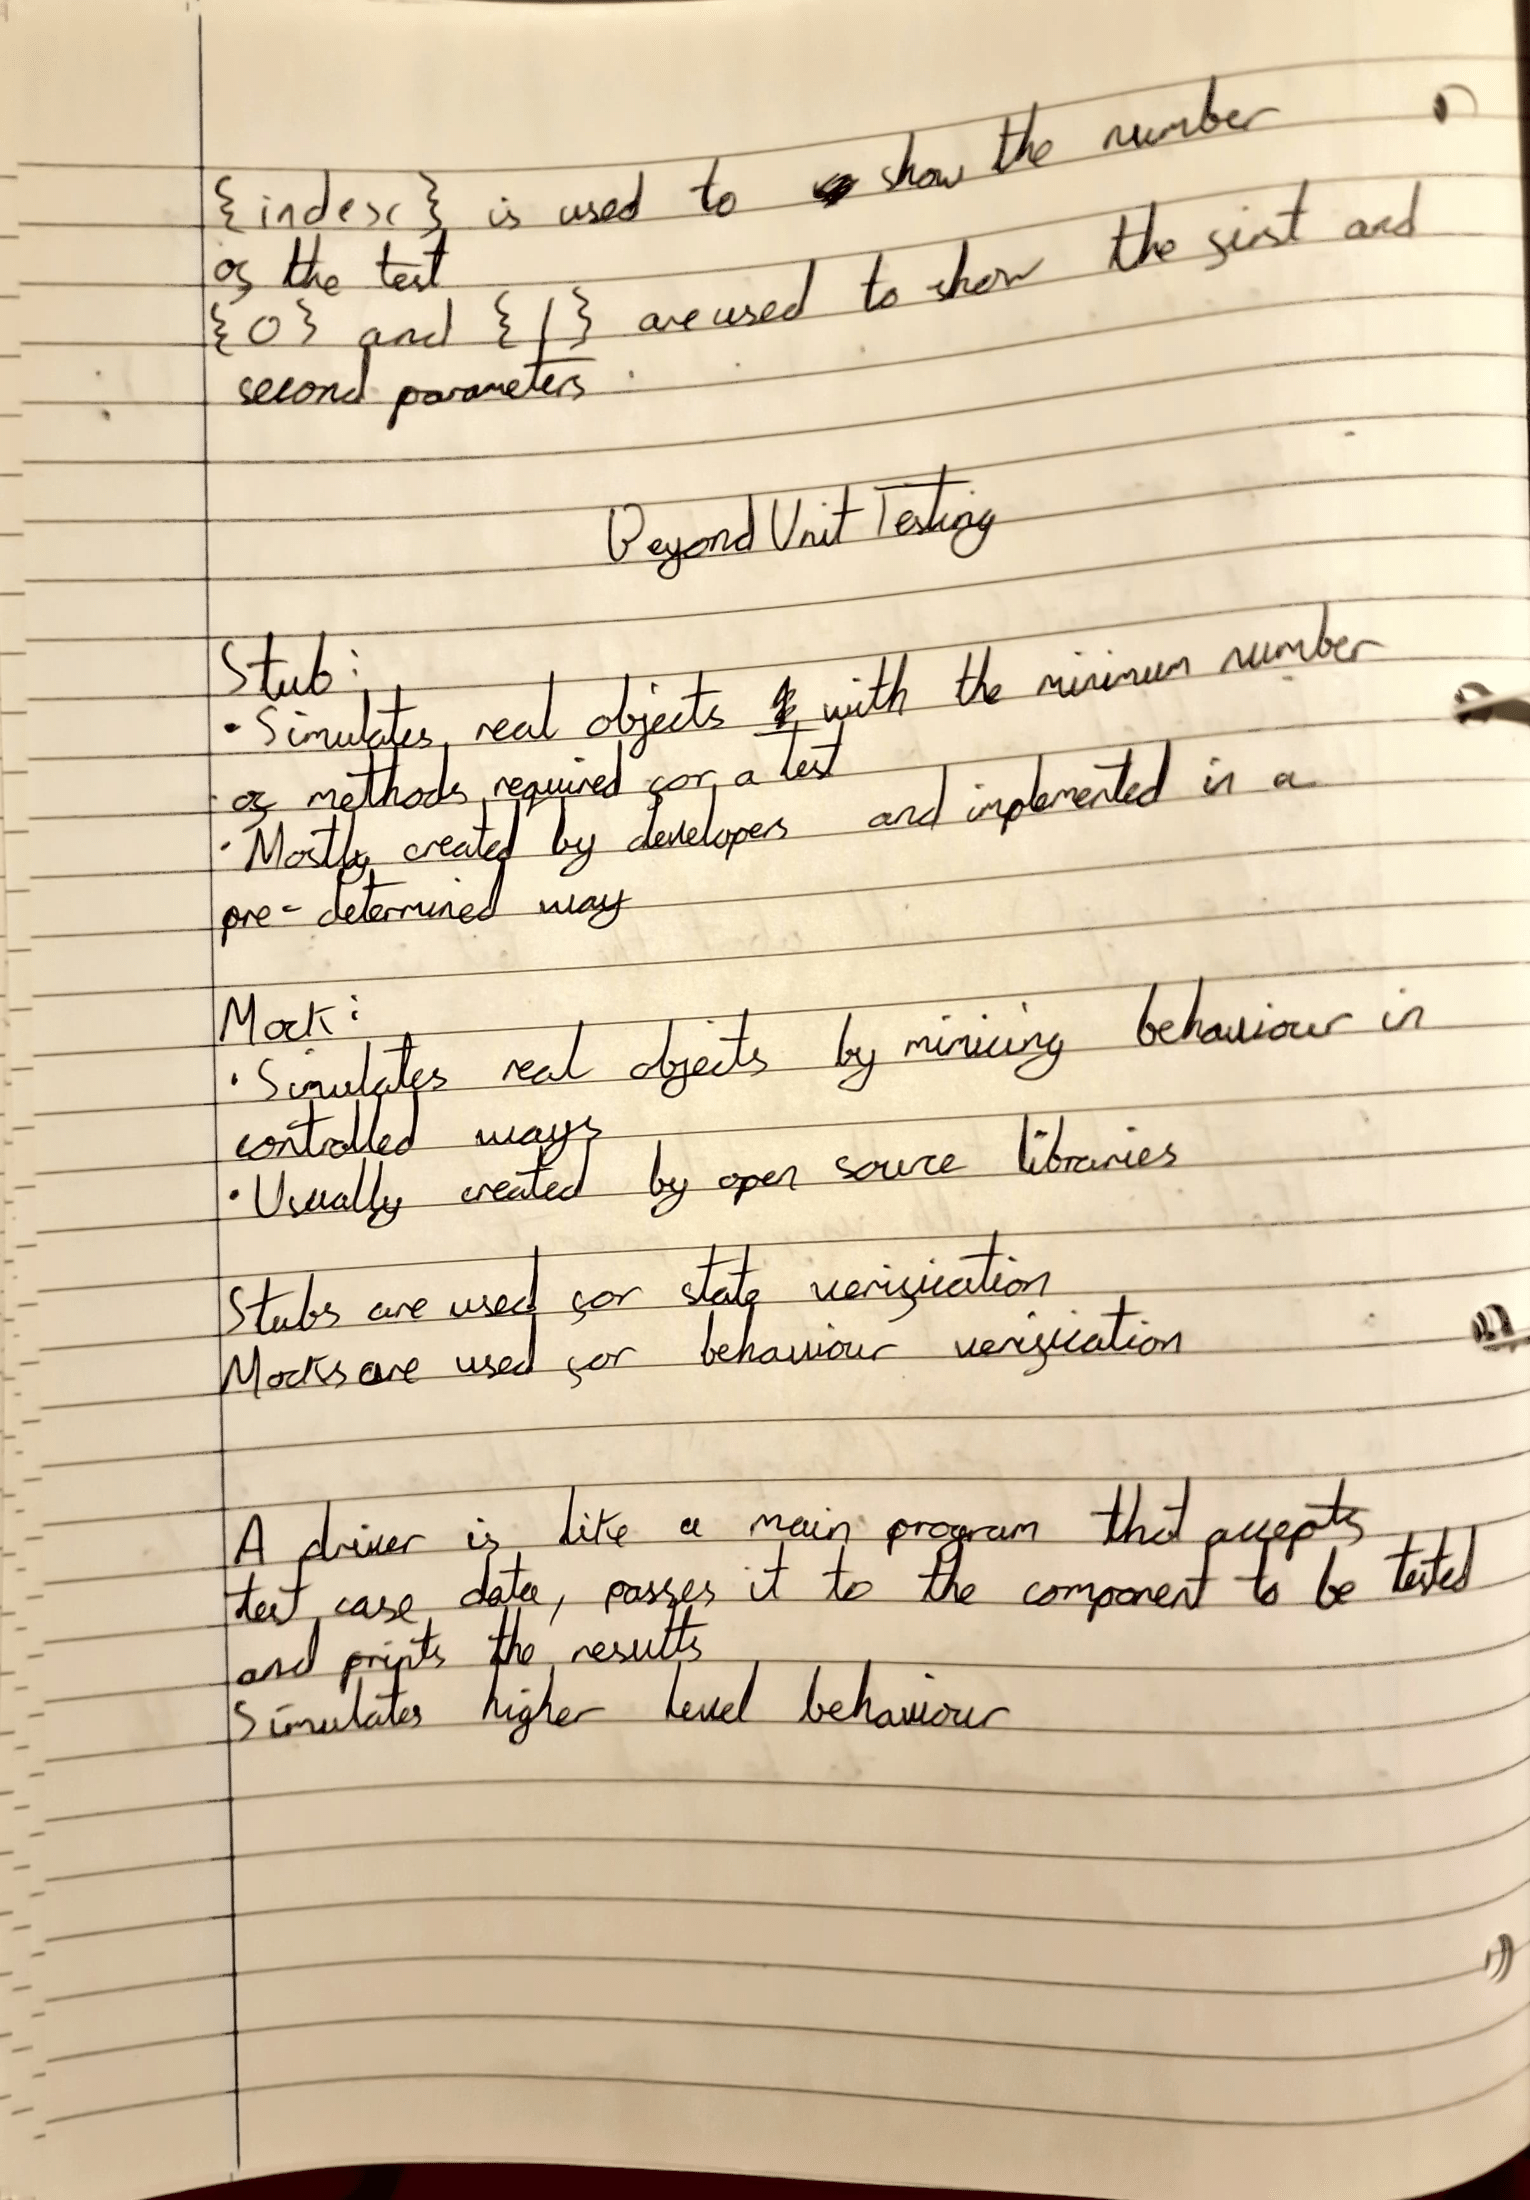 {index} is used to show the number
of the test
{0} and {1} are used to show the first and
second parameters
Beyond Unit Testing
Stub:
• Simulates real objects with the minimum number
of methods required for a test
• Mostly created by developers and implemented in a
pre-determined way
Mock:
• Simulates real objects by mimicing behaviour in
controlled ways
• Usually created by open source libraries
Stubs are used for state verification
Mocks are used for behaviour verification
A driver is like a main program that accepts
test case data, passes it to the component to be tested
and prints the results
Simulates higher level behaviour